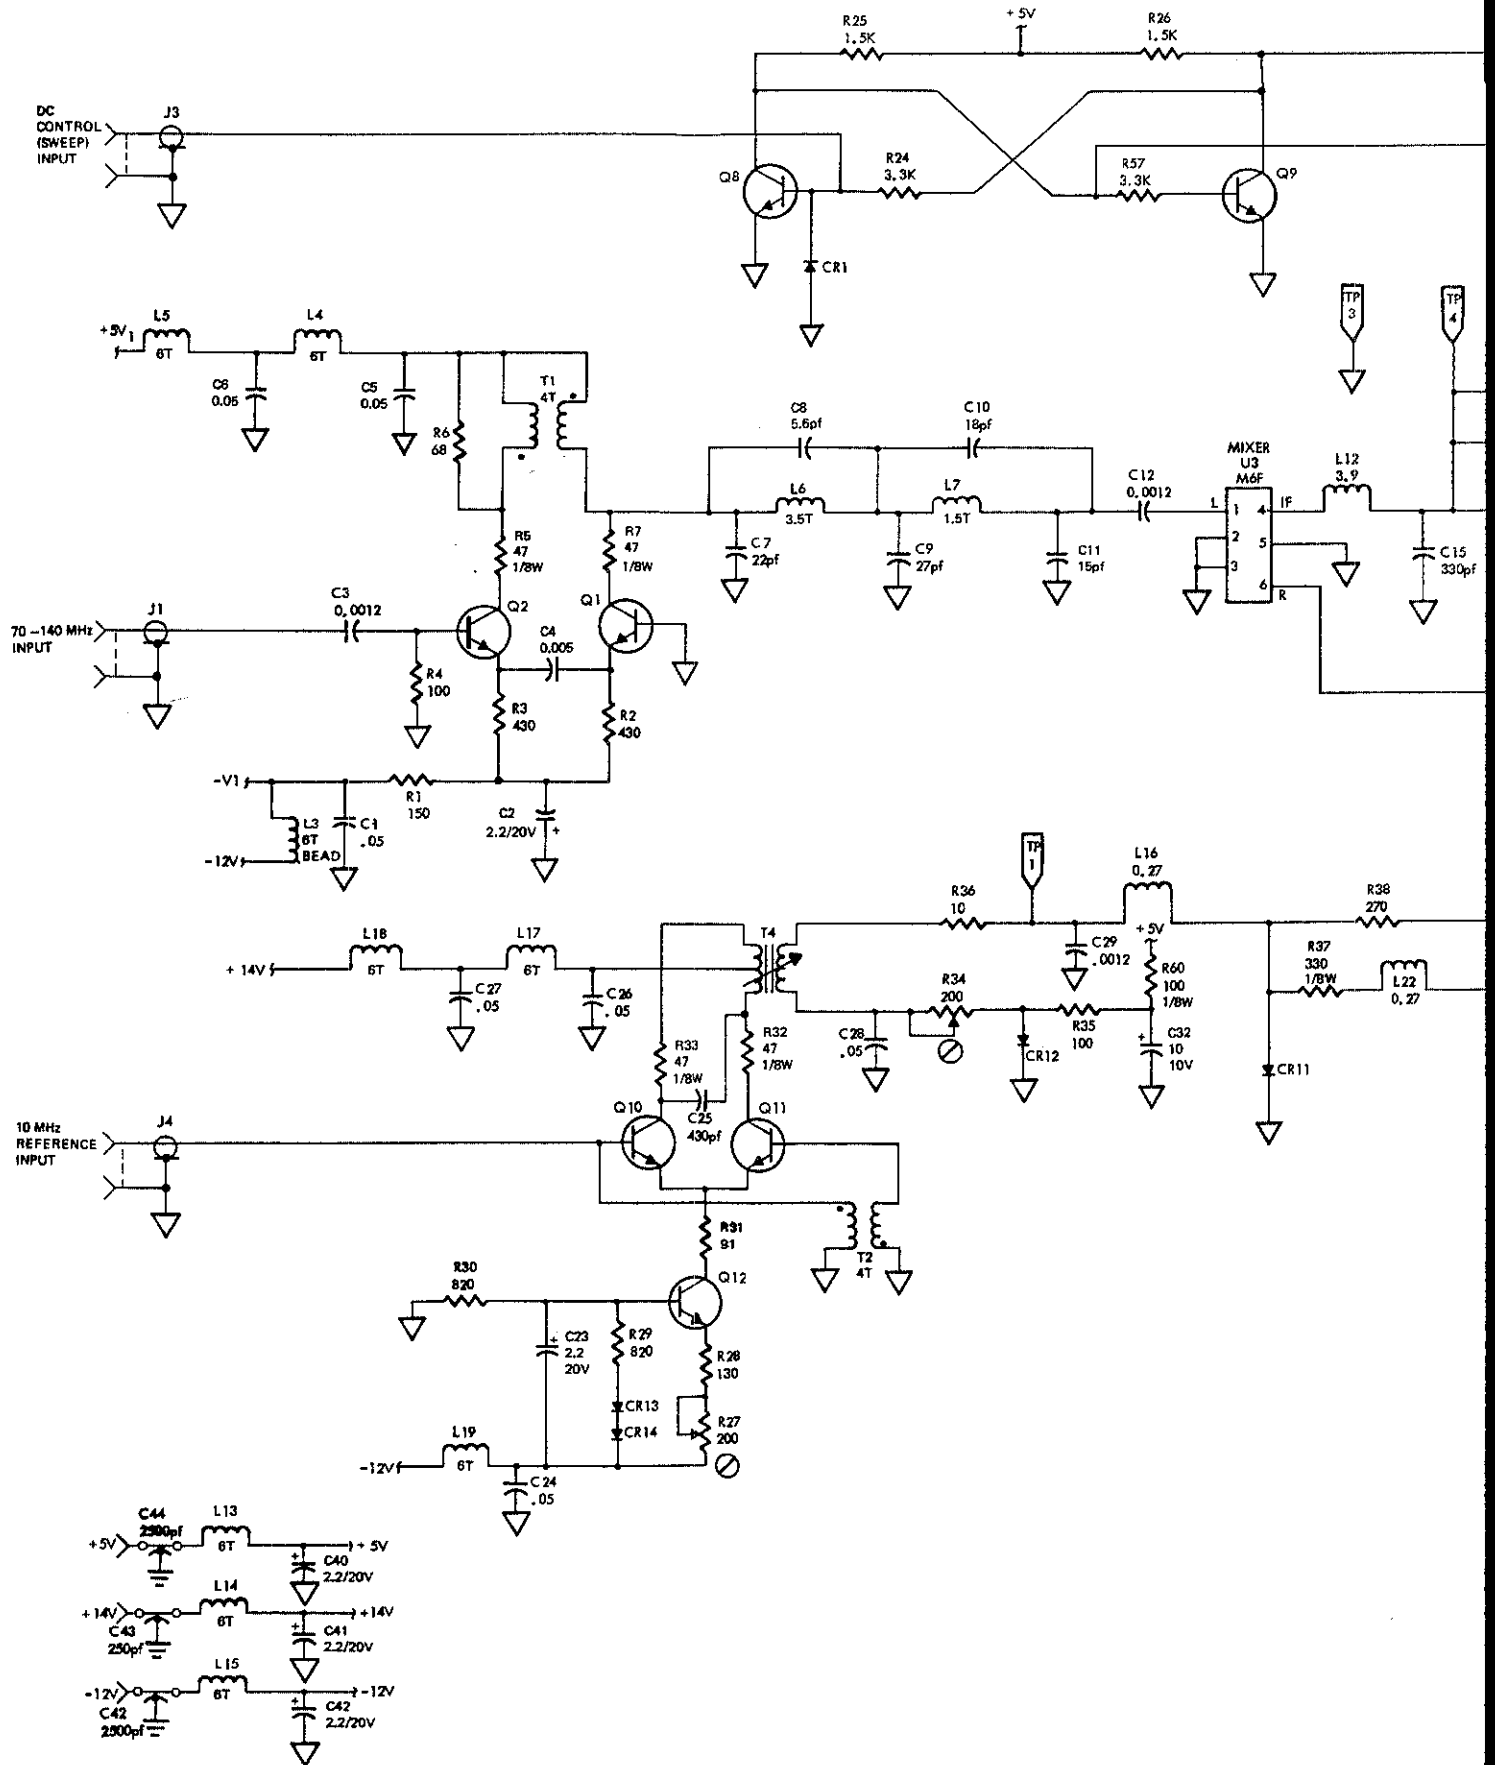 +5V
R25
1.5K
R26
1.5K
DC
CONTROL
(SWEEP)
INPUT
J3
Q8
R24
3.3K
R57
3.3K
Q9
CR1
TP
3
TP
4
+5V1
L5
6T
L4
6T
C6
0.05
C5
0.05
R6
68
T1
4T
C8
5.6pf
C10
18pf
L6
3.5T
L7
1.5T
C7
22pf
C9
27pf
C11
15pf
C12
0.0012
MIXER
U3
M6F
L
1
2
3
4
5
6
IF
R
L12
3.9
C15
330pf
R5
47
1/8W
R7
47
1/8W
70-140 MHz
INPUT
J1
C3
0.0012
Q2
Q1
C4
0.005
R4
100
R3
430
R2
430
-V1
R1
150
C2
2.2/20V
+
L3
6T
BEAD
C1
.05
-12V
TP
1
L16
0.27
R36
10
R38
270
+14V
L18
6T
L17
6T
C27
.05
C26
.05
T4
C29
.0012
+5V
R60
100
1/8W
R37
330
1/8W
L22
0.27
R34
200
R35
100
C28
.05
CR12
+
C32
10
10V
CR11
R33
47
1/8W
R32
47
1/8W
C25
430pf
Q10
Q11
10 MHz
REFERENCE
INPUT
J4
R31
91
T2
4T
Q12
R30
820
+
C23
2.2
20V
R29
820
R28
130
CR13
CR14
R27
200
-12V
L19
6T
C24
.05
+5V
C44
2500pf
L13
6T
+
C40
2.2/20V
+5V
+14V
C43
250pf
L14
6T
+
C41
2.2/20V
+14V
-12V
C42
2500pf
L15
6T
+
C42
2.2/20V
-12V